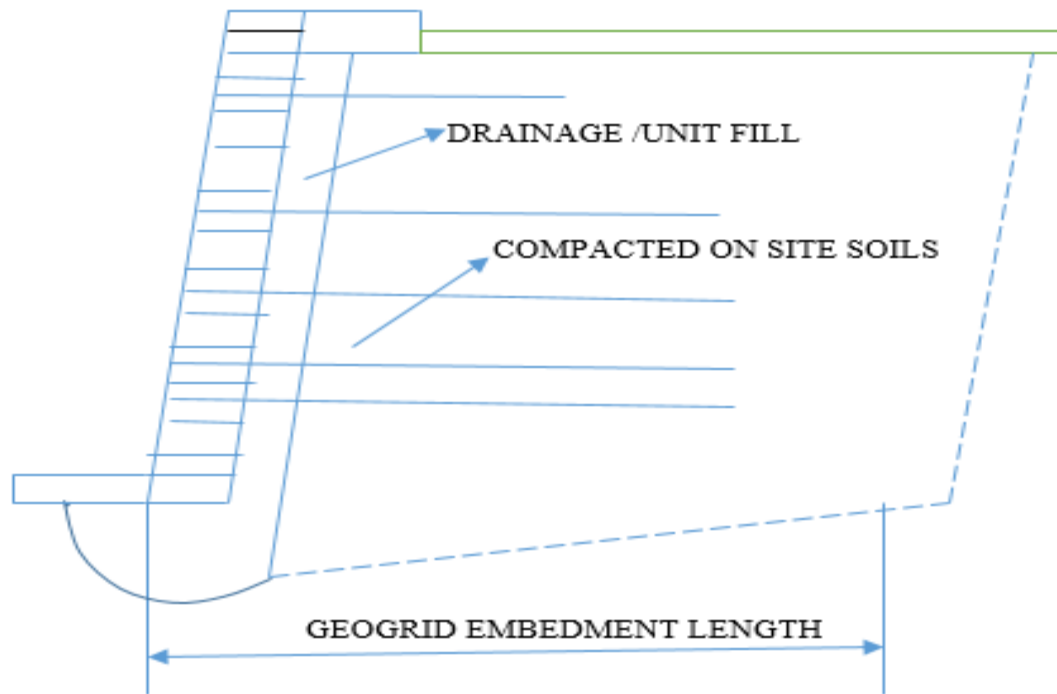 DRAINAGE /UNIT FILL
COMPACTED ON SITE SOILS
GEOGRID EMBEDMENT LENGTH